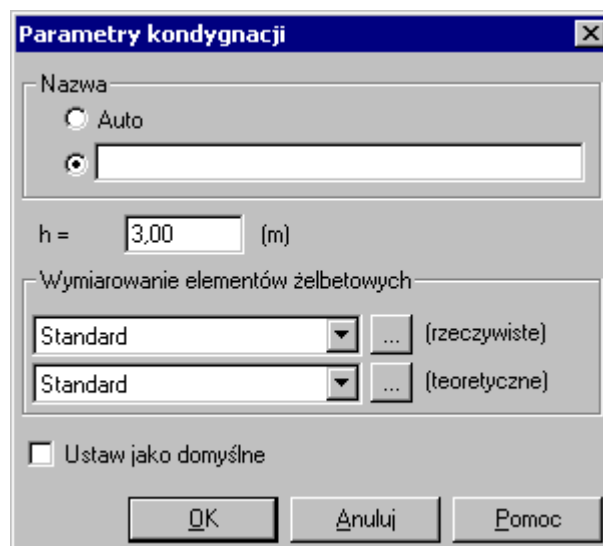 Parametry kondygnacji
Nazwa
Auto
h = 3,00 (m)
Wymiarowanie elementów żelbetowych
Standard ... (rzeczywiste)
Standard ... (teoretyczne)
Ustaw jako domyślne
OK Anuluj Pomoc